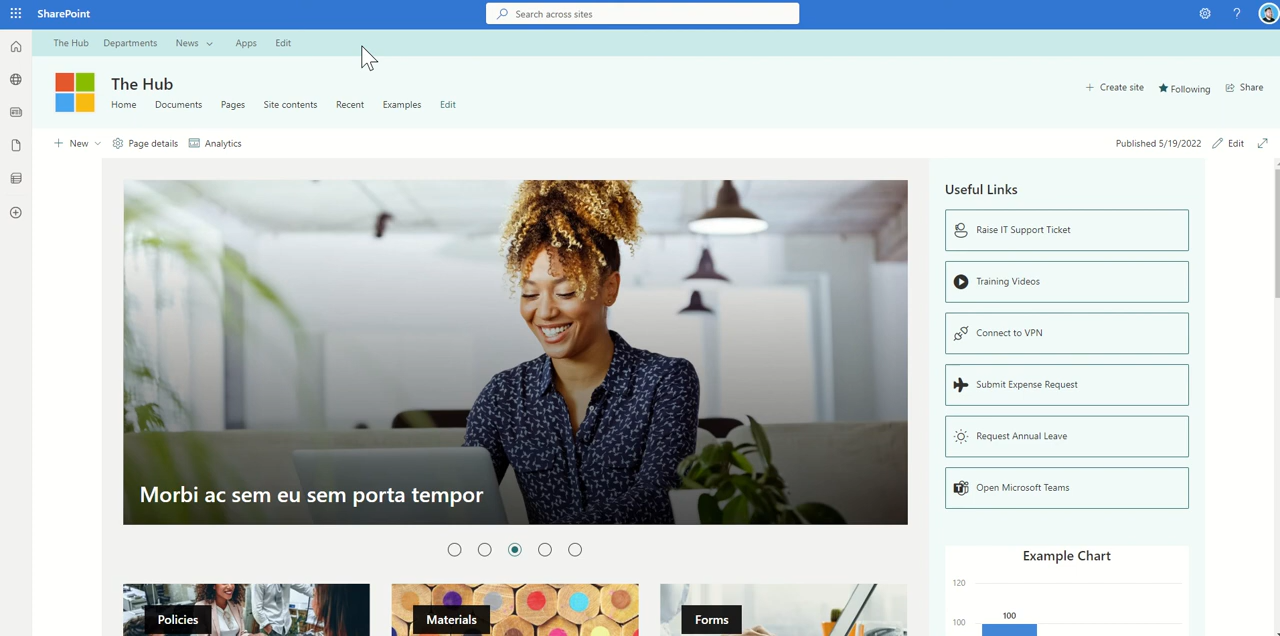 SharePoint
Search across sites
The Hub Departments News Apps Edit
The Hub
Home Documents Pages Site contents Recent Examples Edit
Create site Following Share
New Page details Analytics
Published 5/19/2022 Edit
Morbi ac sem eu sem porta tempor
Policies
Materials
Forms
Useful Links
Raise IT Support Ticket
Training Videos
Connect to VPN
Submit Expense Request
Request Annual Leave
Open Microsoft Teams
Example Chart
120
100
100